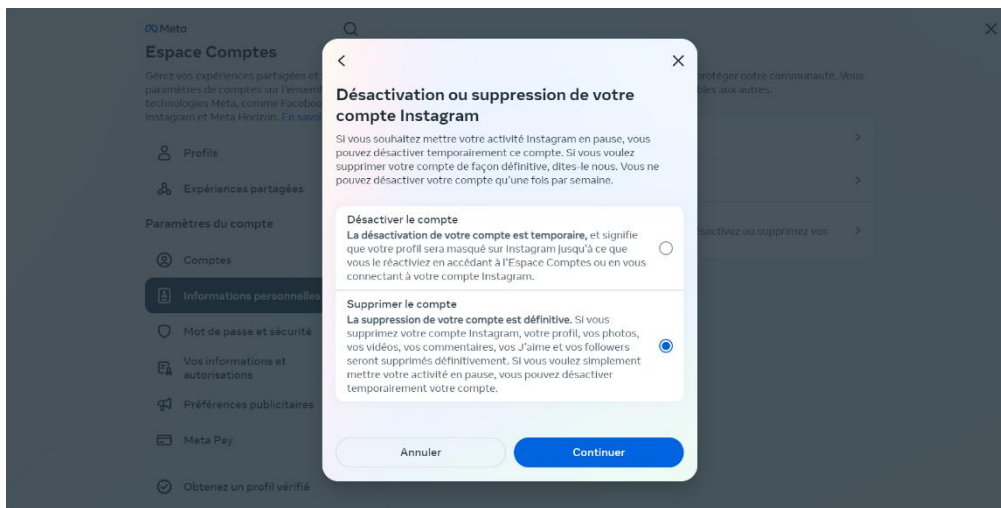 Meta
Espace Comptes
Gérez vos expériences partagées et
paramètres de comptes sur l'ensem
technologies Meta, comme Faceboo
Instagram et Meta Horizon. En savoi
Profils
Expériences partagées
Paramètres du compte
Comptes
Informations personnelles
Mot de passe et sécurité
Vos informations et
autorisations
Préférences publicitaires
Meta Pay
Obtenez un profil vérifié
Désactivation ou suppression de votre
compte Instagram
Si vous souhaitez mettre votre activité Instagram en pause, vous
pouvez désactiver temporairement ce compte. Si vous voulez
supprimer votre compte de façon définitive, dites-le nous. Vous ne
pouvez désactiver votre compte qu'une fois par semaine.
Désactiver le compte
La désactivation de votre compte est temporaire, et signifie
que votre profil sera masqué sur Instagram jusqu'à ce que
vous le réactiviez en accédant à l'Espace Comptes ou en vous
connectant à votre compte Instagram.
Supprimer le compte
La suppression de votre compte est définitive. Si vous
supprimez votre compte Instagram, votre profil, vos photos,
vos vidéos, vos commentaires, vos J'aime et vos followers
seront supprimés définitivement. Si vous voulez simplement
mettre votre activité en pause, vous pouvez désactiver
temporairement votre compte.
Annuler
Continuer
protéger notre communauté. Vous
bles aux autres.
ésactivez ou supprimez vos